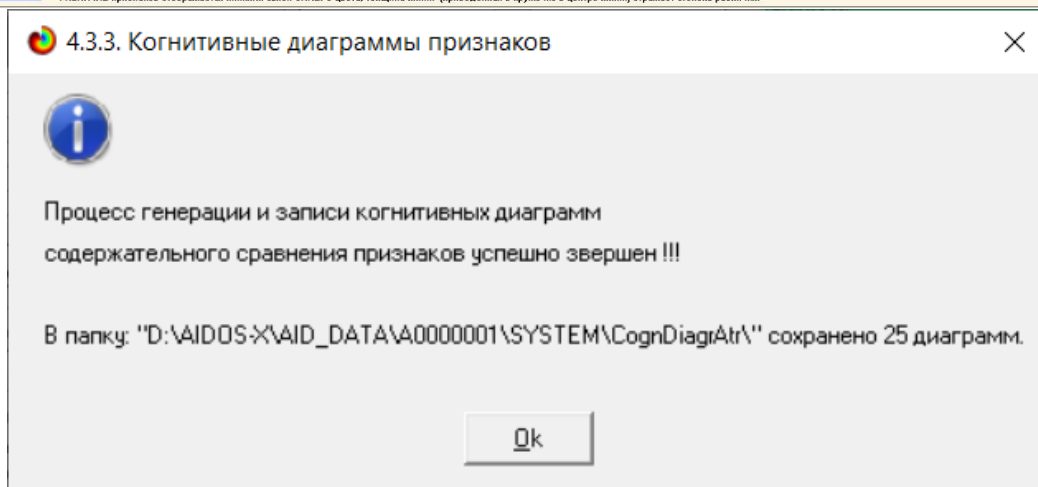 4.3.3. Когнитивные диаграммы признаков
Процесс генерации и записи когнитивных диаграмм
содержательного сравнения признаков успешно звершен !!!
В папку: "D:\AIDOS-X\AID_DATA\A0000001\SYSTEM\CognDiagrAtr\" сохранено 25 диаграмм.
Ok